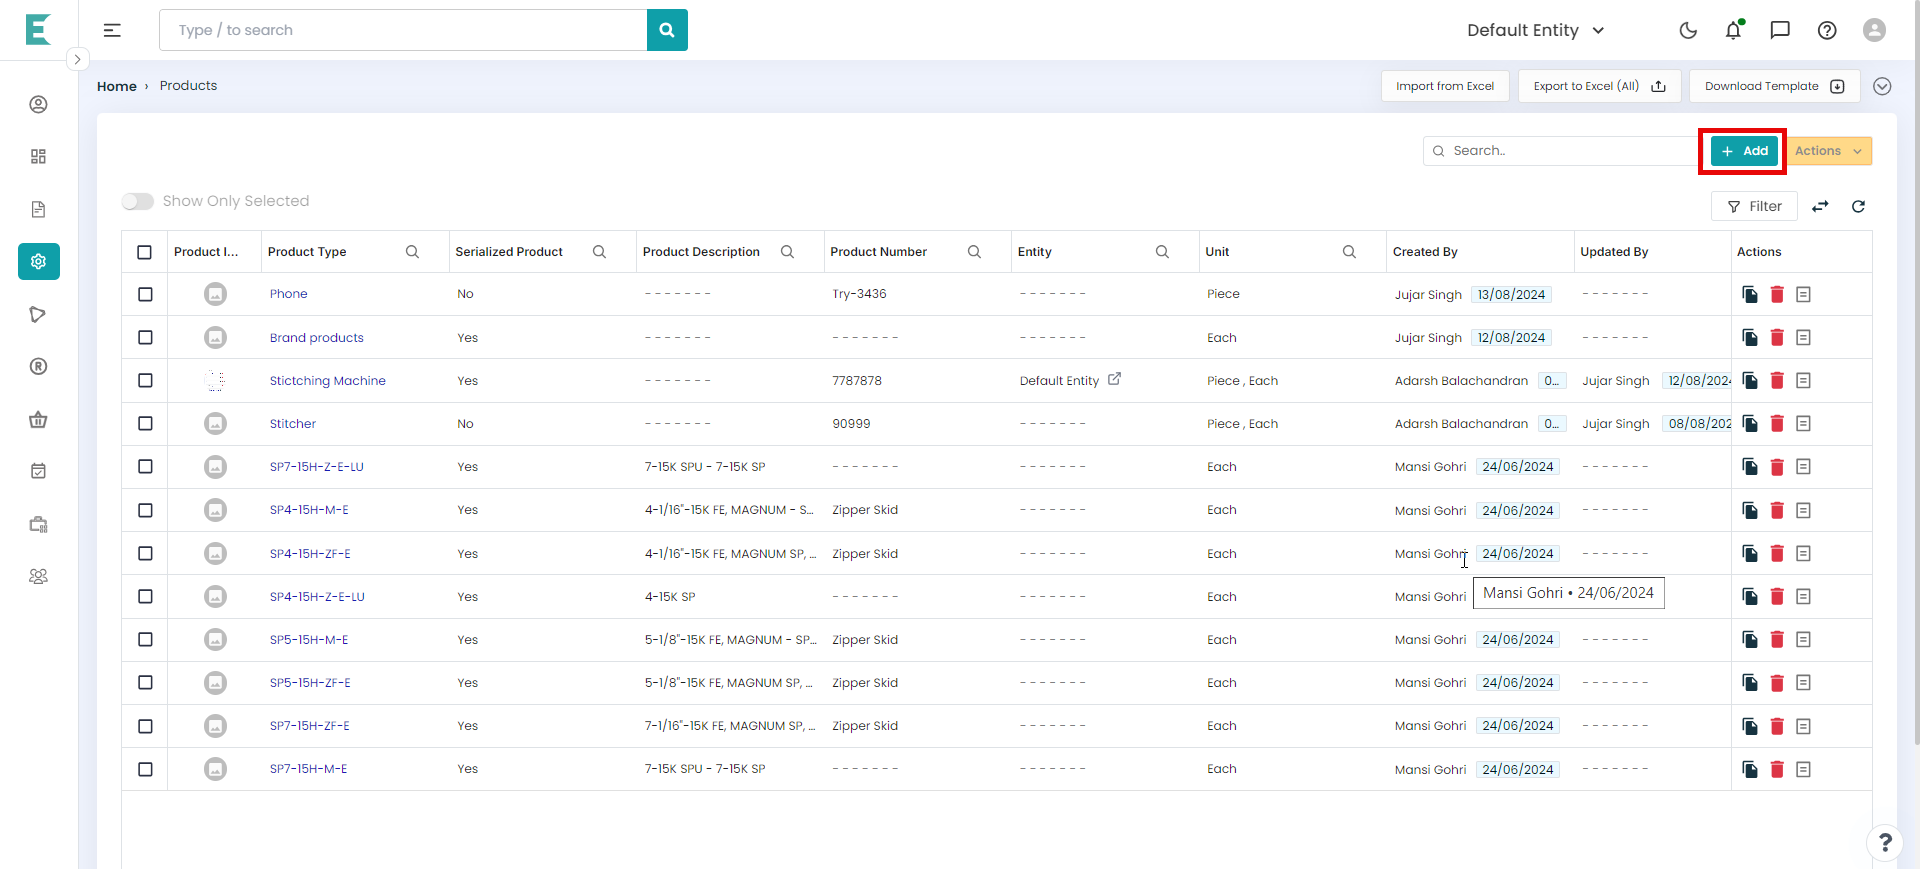 Type / to search
Default Entity
Home › Products
Import from Excel
Export to Excel (All)
Download Template
Search..
+ Add
Actions
Show Only Selected
Filter
Product I... Product Type Serialized Product Product Description Product Number Entity Unit Created By Updated By Actions
Phone No ------- Try-3436 ------- Piece Jujar Singh 13/08/2024 -------
Brand products Yes ------- ------- ------- Each Jujar Singh 12/08/2024 -------
Stictching Machine Yes ------- 7787878 Default Entity Piece , Each Adarsh Balachandran 0... Jujar Singh 12/08/2024
Stitcher No ------- 90999 ------- Piece , Each Adarsh Balachandran 0... Jujar Singh 08/08/202
SP7-15H-Z-E-LU Yes 7-15K SPU - 7-15K SP ------- ------- Each Mansi Gohri 24/06/2024 -------
SP4-15H-M-E Yes 4-1/16"-15K FE, MAGNUM - S... Zipper Skid ------- Each Mansi Gohri 24/06/2024 -------
SP4-15H-ZF-E Yes 4-1/16"-15K FE, MAGNUM SP, ... Zipper Skid ------- Each Mansi Gohri 24/06/2024 -------
SP4-15H-Z-E-LU Yes 4-15K SP ------- ------- Each Mansi Gohri
Mansi Gohri • 24/06/2024
SP5-15H-M-E Yes 5-1/8"-15K FE, MAGNUM - SP... Zipper Skid ------- Each Mansi Gohri 24/06/2024 -------
SP5-15H-ZF-E Yes 5-1/8"-15K FE, MAGNUM SP, ... Zipper Skid ------- Each Mansi Gohri 24/06/2024 -------
SP7-15H-ZF-E Yes 7-1/16"-15K FE, MAGNUM SP, ... Zipper Skid ------- Each Mansi Gohri 24/06/2024 -------
SP7-15H-M-E Yes 7-15K SPU - 7-15K SP ------- ------- Each Mansi Gohri 24/06/2024 -------
?